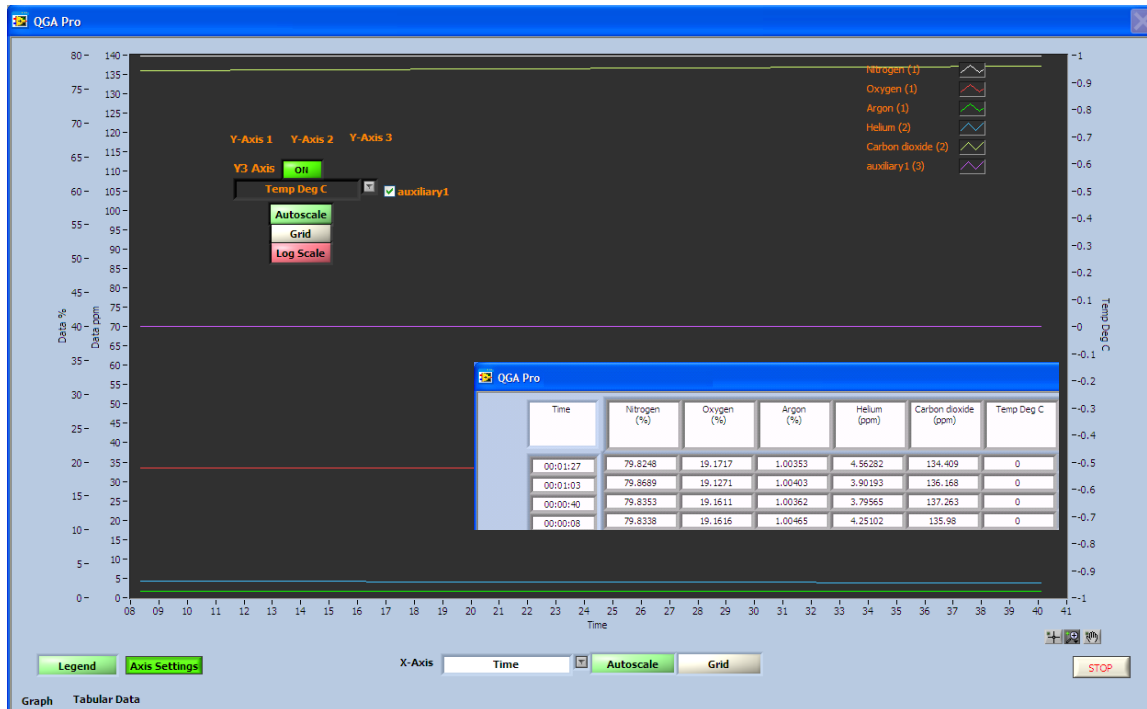 QGA Pro
80 140 1
135 0.9
75 130
125 0.8
70 120 0.7
65 115
110 0.6
60 105 0.5
100
55 95 0.4
90 0.3
50 85
80 0.2
45 75 0.1
40 70 0
65 -0.1
35 60
55 -0.2
30 50
45 -0.3
25 40 -0.4
20 35 -0.5
30 -0.6
15 25
20 -0.7
10 15 -0.8
10
5 5 -0.9
0 0 -1
Data %
Data ppm
Temp Deg C
Nitrogen (1)
Oxygen (1)
Argon (1)
Helium (2)
Carbon dioxide (2)
auxiliary1 (3)
Y-Axis 1 Y-Axis 2 Y-Axis 3
Y3 Axis ON
Temp Deg C auxiliary1
Autoscale
Grid
Log Scale
QGA Pro
Time Nitrogen (%) Oxygen (%) Argon (%) Helium (ppm) Carbon dioxide (ppm) Temp Deg C
00:01:27 79.8248 19.1717 1.00353 4.56282 134.409 0
00:01:03 79.8689 19.1271 1.00403 3.90193 136.168 0
00:00:40 79.8353 19.1611 1.00362 3.79565 137.263 0
00:00:08 79.8338 19.1616 1.00465 4.25102 135.98 0
08 09 10 11 12 13 14 15 16 17 18 19 20 21 22 23 24 25 26 27 28 29 30 31 32 33 34 35 36 37 38 39 40 41
Time
Legend Axis Settings X-Axis Time Autoscale Grid STOP
Graph Tabular Data